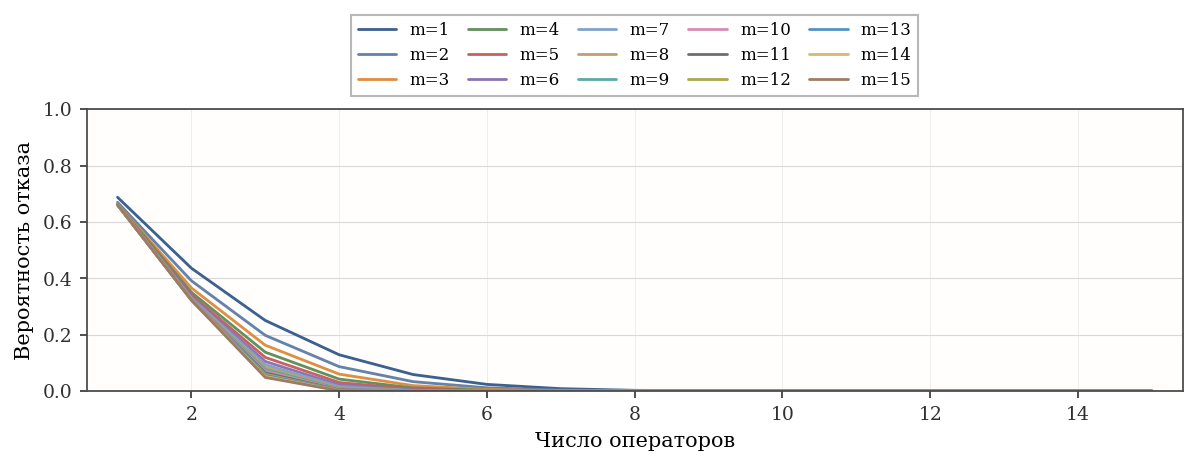 m=1 m=4 m=7 m=10 m=13
m=2 m=5 m=8 m=11 m=14
m=3 m=6 m=9 m=12 m=15
1.0
0.8
0.6
0.4
0.2
0.0
Вероятность отказа
2 4 6 8 10 12 14
Число операторов